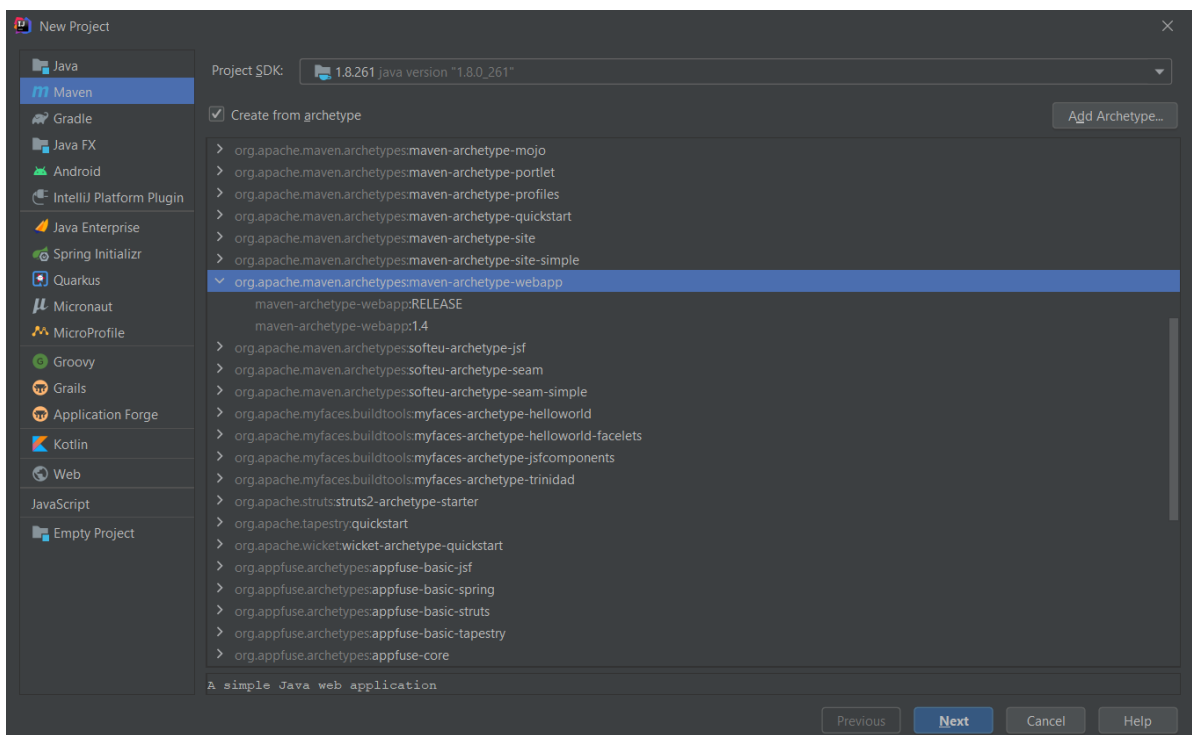 New Project
Java
Maven
Gradle
Java FX
Android
IntelliJ Platform Plugin
Java Enterprise
Spring Initializr
Quarkus
Micronaut
MicroProfile
Groovy
Grails
Application Forge
Kotlin
Web
JavaScript
Empty Project
Project SDK: 1.8.261 java version "1.8.0_261"
Create from archetype
Add Archetype...
org.apache.maven.archetypes:maven-archetype-mojo
org.apache.maven.archetypes:maven-archetype-portlet
org.apache.maven.archetypes:maven-archetype-profiles
org.apache.maven.archetypes:maven-archetype-quickstart
org.apache.maven.archetypes:maven-archetype-site
org.apache.maven.archetypes:maven-archetype-site-simple
org.apache.maven.archetypes:maven-archetype-webapp
maven-archetype-webapp:RELEASE
maven-archetype-webapp:1.4
org.apache.maven.archetypes:softeu-archetype-jsf
org.apache.maven.archetypes:softeu-archetype-seam
org.apache.maven.archetypes:softeu-archetype-seam-simple
org.apache.myfaces.buildtools:myfaces-archetype-helloworld
org.apache.myfaces.buildtools:myfaces-archetype-helloworld-facelets
org.apache.myfaces.buildtools:myfaces-archetype-jsfcomponents
org.apache.myfaces.buildtools:myfaces-archetype-trinidad
org.apache.struts:struts2-archetype-starter
org.apache.tapestry:quickstart
org.apache.wicket:wicket-archetype-quickstart
org.appfuse.archetypes:appfuse-basic-jsf
org.appfuse.archetypes:appfuse-basic-spring
org.appfuse.archetypes:appfuse-basic-struts
org.appfuse.archetypes:appfuse-basic-tapestry
org.appfuse.archetypes:appfuse-core
A simple Java web application
Previous
Next
Cancel
Help